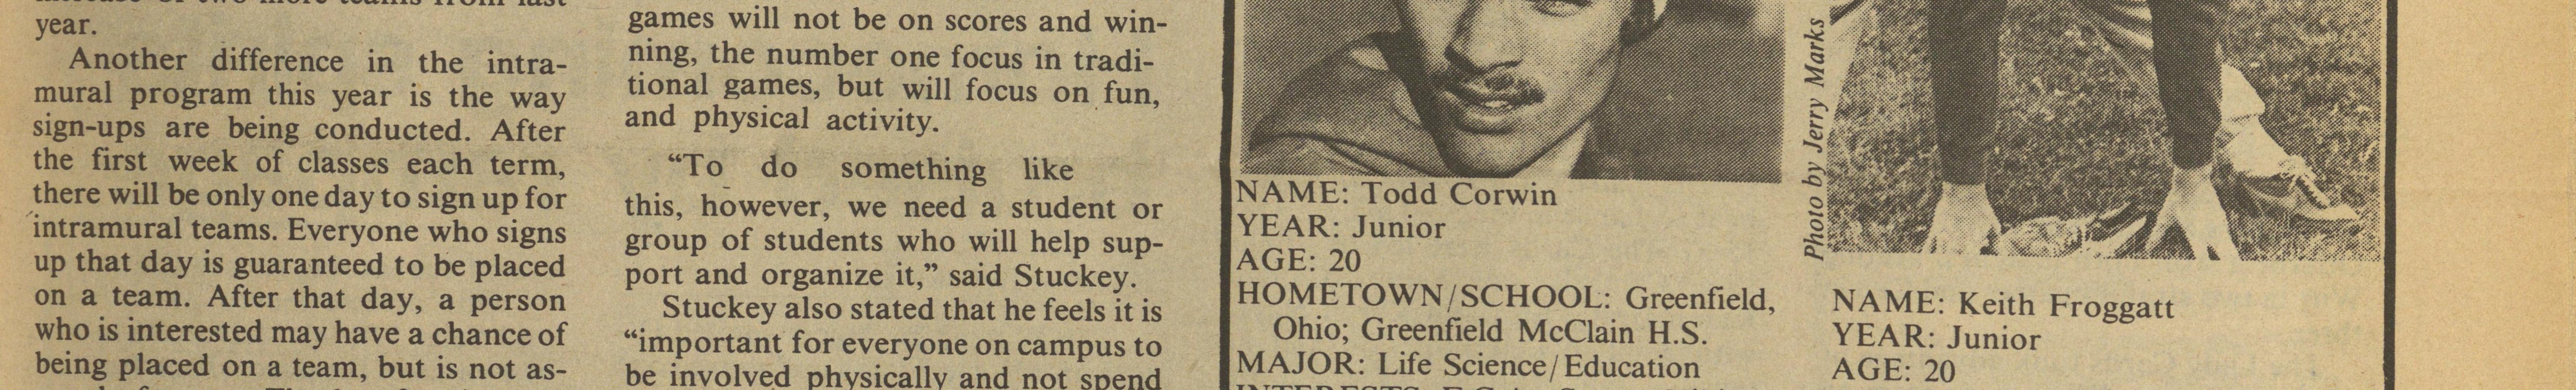 increase of two more teams from last
year.
Another difference in the intra-
mural program this year is the way
sign-ups are being conducted. After
the first week of classes each term,
there will be only one day to sign up for
intramural teams. Everyone who signs
up that day is guaranteed to be placed
on a team. After that day, a person
who is interested may have a chance of
being placed on a team, but is not as-
games will not be on scores and win-
ning, the number one focus in tradi-
tional games, but will focus on fun,
and physical activity.
“To do something like
this, however, we need a student or
group of students who will help sup-
port and organize it,” said Stuckey.
Stuckey also stated that he feels it is
“important for everyone on campus to
be involved physically and not spend
NAME: Todd Corwin
YEAR: Junior
AGE: 20
HOMETOWN/SCHOOL: Greenfield,
Ohio; Greenfield McClain H.S.
MAJOR: Life Science/Education
Photo by Jerry Marks
NAME: Keith Froggatt
YEAR: Junior
AGE: 20